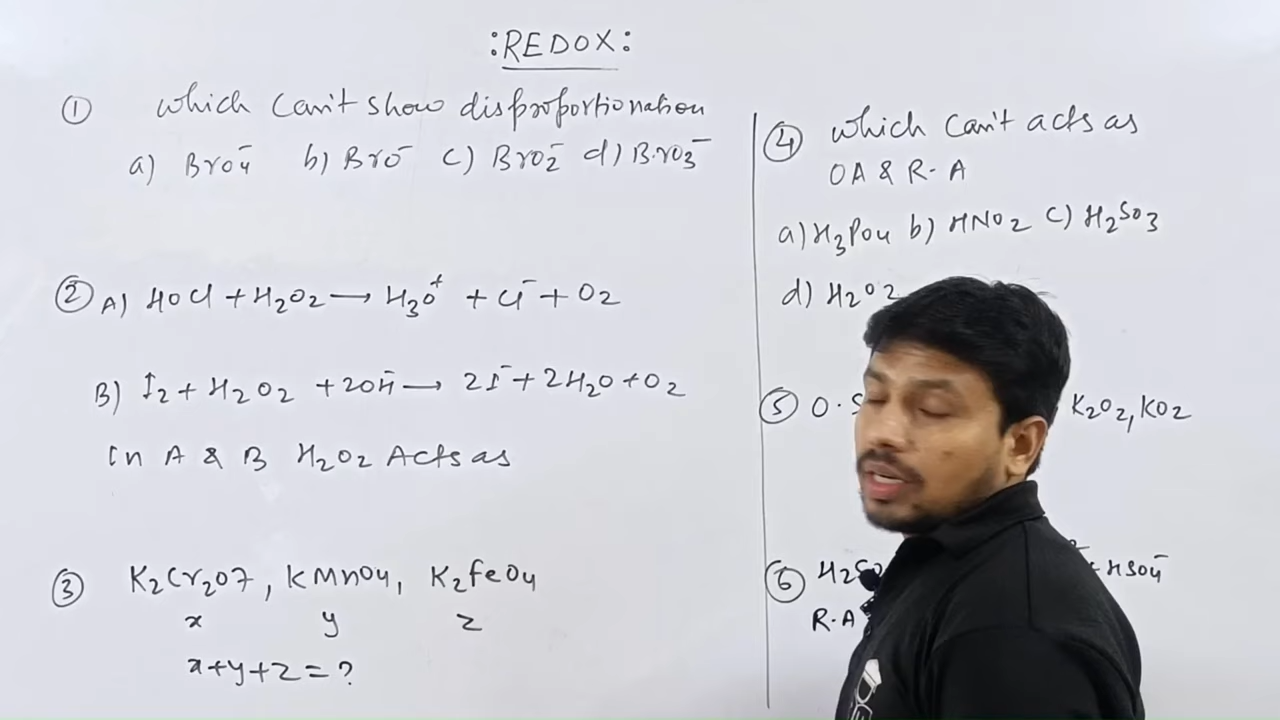 :REDOX:
① which can't show disproportionation
a) BrO4⁻ b) BrO⁻ c) BrO2⁻ d) BrO3⁻
② A) HOCl + H2O2 ⟶ H3O⁺ + Cl⁻ + O2
B) I2 + H2O2 + 2OH⁻ ⟶ 2I⁻ + 2H2O + O2
In A & B H2O2 Acts as
③ K2Cr2O7, KMnO4, K2FeO4
x y z
x+y+z = ?
④ which can't acts as
OA & R-A
a) H3PO4 b) HNO2 c) H2SO3
d) H2O2
⑤ O. K2O2, KO2
⑥ + HSO4⁻
R.A